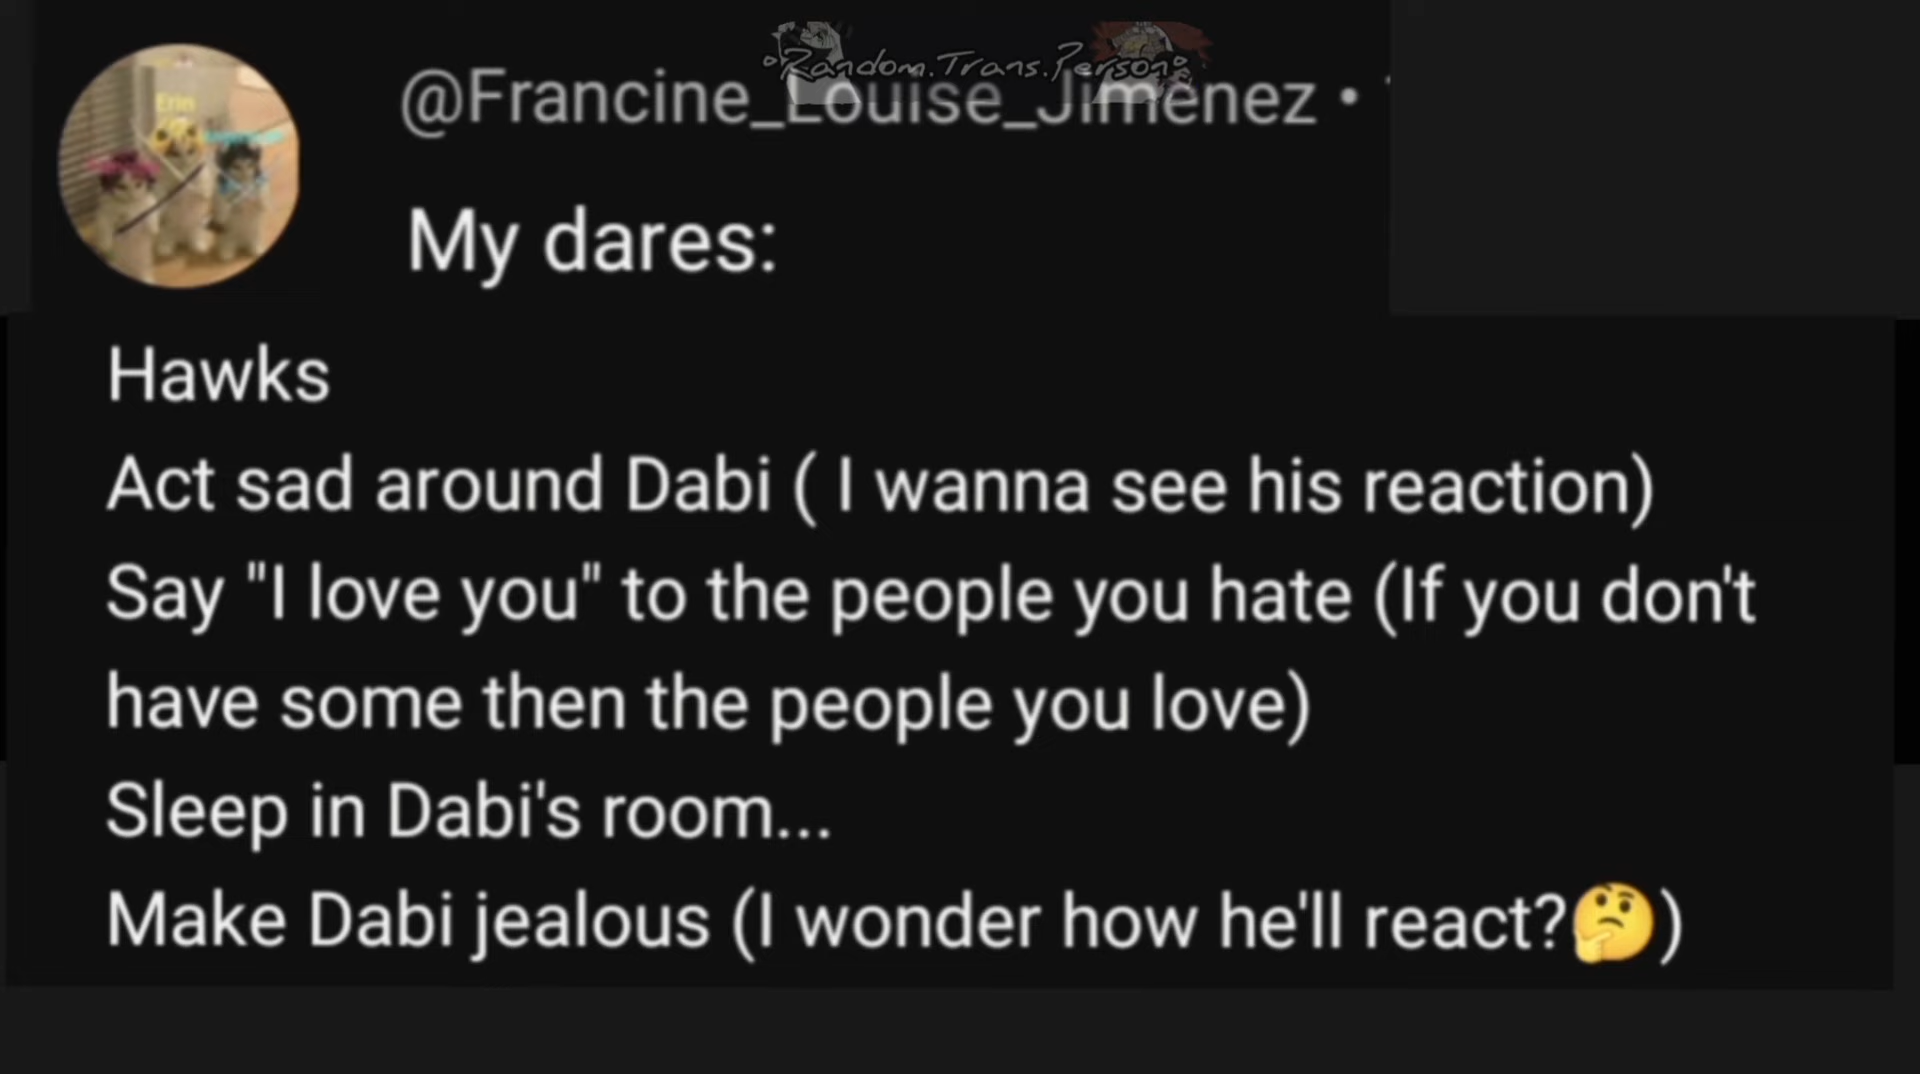 °Random.Trans.Person°
@Francine_Louise_Jimenez •
Erin
My dares:
Hawks
Act sad around Dabi ( I wanna see his reaction)
Say "I love you" to the people you hate (If you don't
have some then the people you love)
Sleep in Dabi's room...
Make Dabi jealous (I wonder how he'll react?🤔)